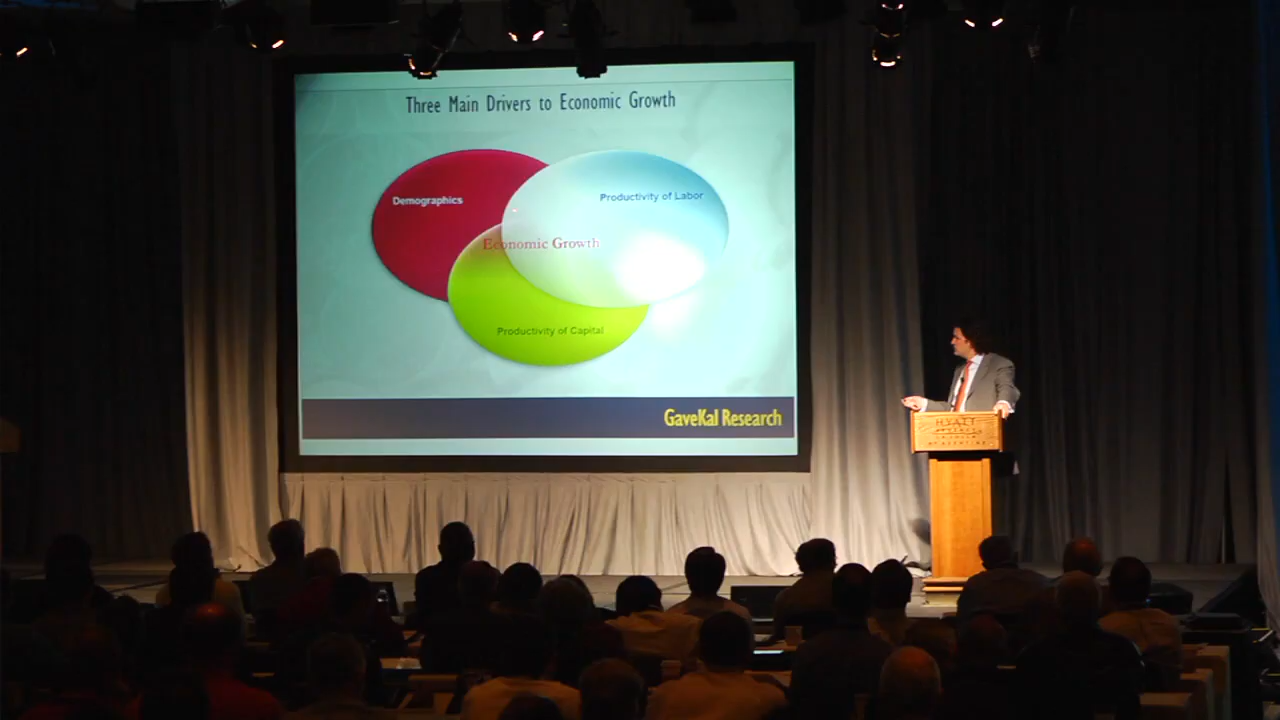 Three Main Drivers to Economic Growth
Demographics
Productivity of Labor
Economic Growth
Productivity of Capital
GaveKal Research
HYATT